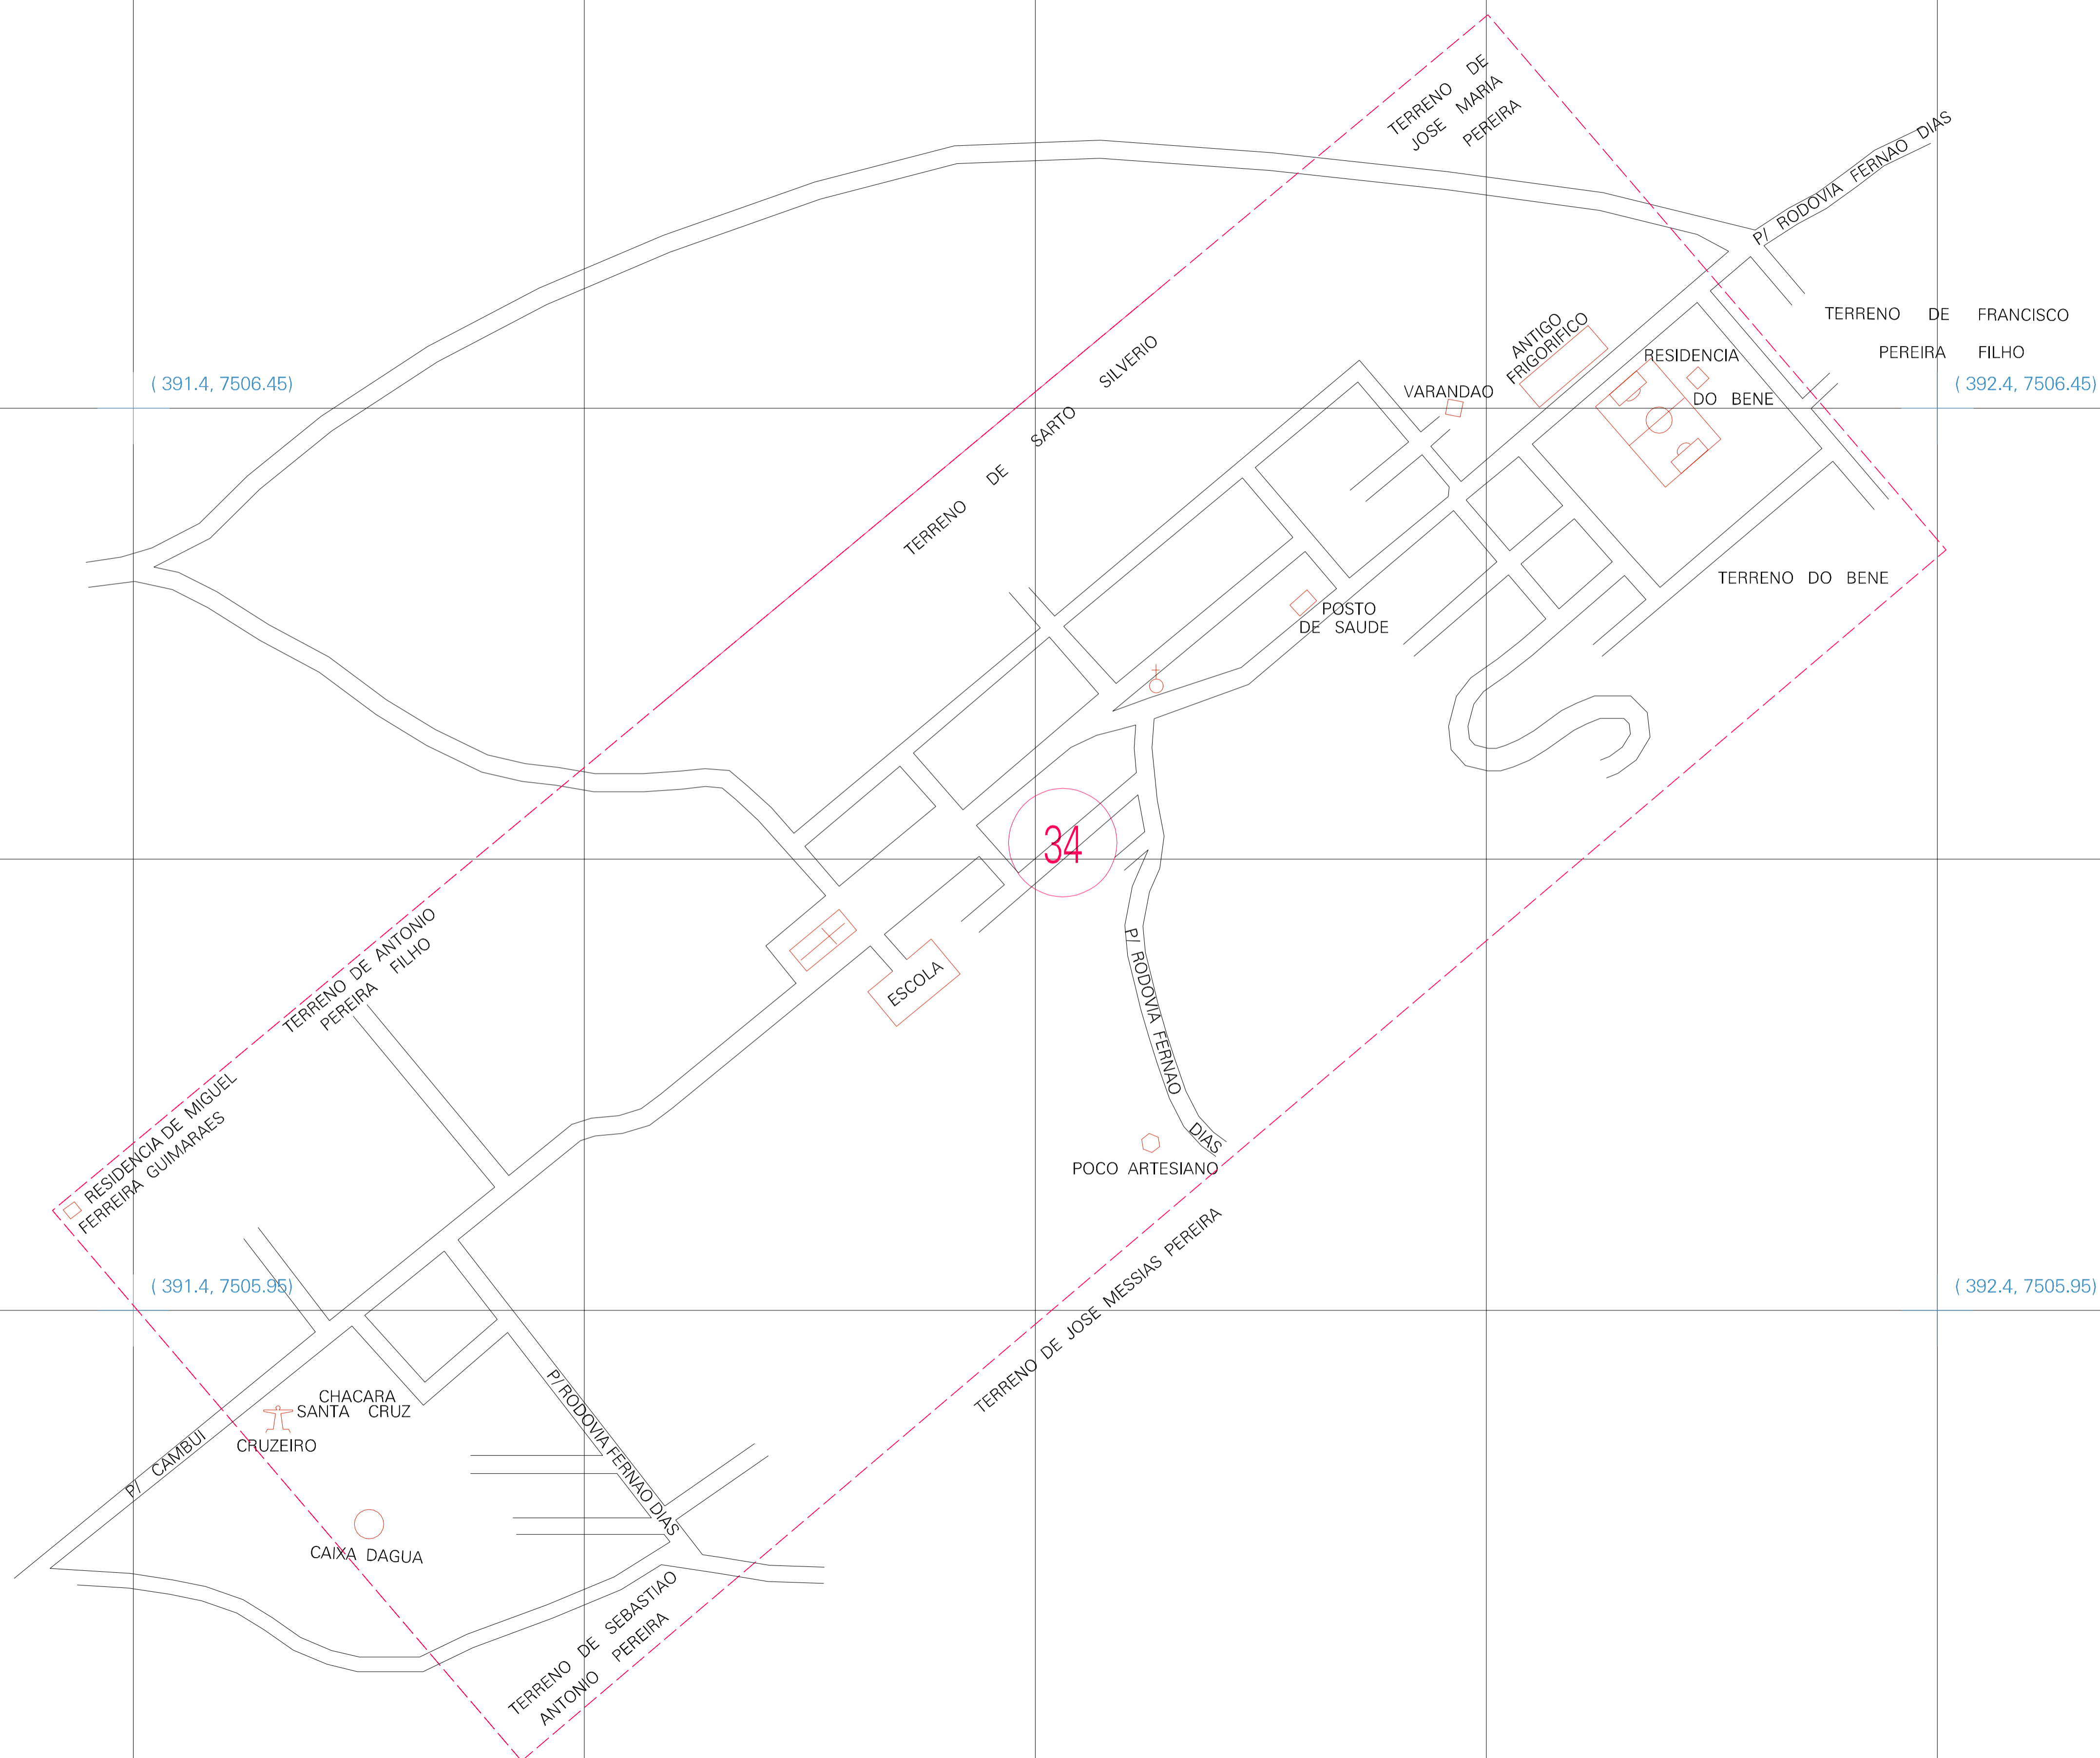 TERRENO DE
JOSE MARIA
PEREIRA
P/ RODOVIA FERNAO DIAS
TERRENO DE FRANCISCO
PEREIRA FILHO
( 391.4, 7506.45)
( 392.4, 7506.45)
ANTIGO
FRIGORIFICO
RESIDENCIA
DO BENE
VARANDAO
TERRENO DE SARTO SILVERIO
TERRENO DO BENE
POSTO
DE SAUDE
34
TERRENO DE ANTONIO
PEREIRA FILHO
ESCOLA
P/ RODOVIA FERNAO DIAS
POCO ARTESIANO
RESIDENCIA DE MIGUEL
FERREIRA GUIMARAES
TERRENO DE JOSE MESSIAS PEREIRA
( 391.4, 7505.95)
( 392.4, 7505.95)
CHACARA
SANTA CRUZ
CRUZEIRO
P/ CAMBUI
P/ RODOVIA FERNAO DIAS
CAIXA DAGUA
TERRENO DE SEBASTIAO
ANTONIO PEREIRA